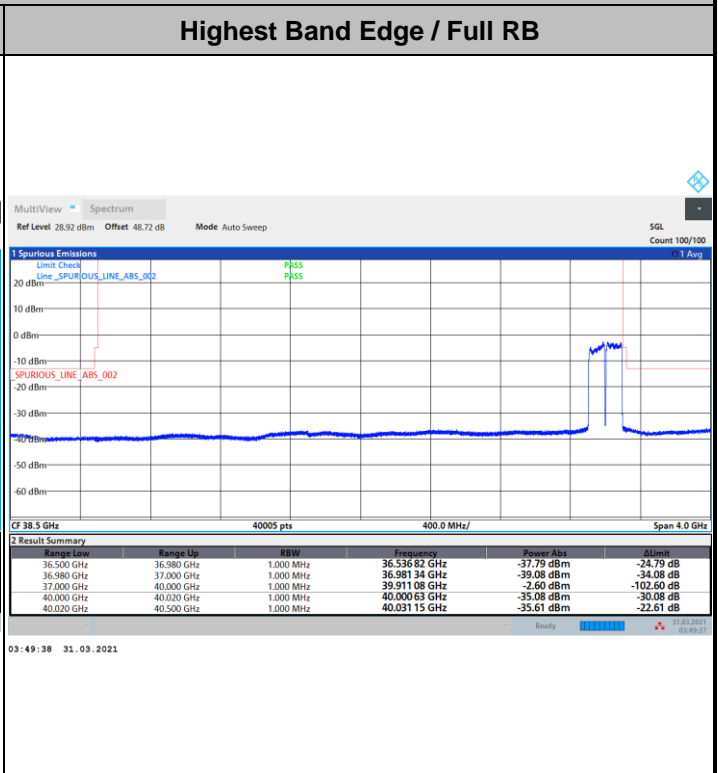 Highest Band Edge / Full RB
MultiView Spectrum
Ref Level 28.92 dBm Offset 48.72 dB Mode Auto Sweep SGL
Count 100/100
1 Spurious Emissions 1 Avg
Limit Check PASS
Line _SPURIOUS_LINE_ABS_002 PASS
20 dBm
10 dBm
0 dBm
-10 dBm
_SPURIOUS_LINE_ABS_002
-20 dBm
-30 dBm
-40 dBm
-50 dBm
-60 dBm
CF 38.5 GHz 40005 pts 400.0 MHz/ Span 4.0 GHz
2 Result Summary
Range Low Range Up RBW Frequency Power Abs ΔLimit
36.500 GHz 36.980 GHz 1.000 MHz 36.536 82 GHz -37.79 dBm -24.79 dB
36.980 GHz 37.000 GHz 1.000 MHz 36.981 34 GHz -39.08 dBm -34.08 dB
37.000 GHz 40.000 GHz 1.000 MHz 39.911 08 GHz -2.60 dBm -102.60 dB
40.000 GHz 40.020 GHz 1.000 MHz 40.000 63 GHz -35.08 dBm -30.08 dB
40.020 GHz 40.500 GHz 1.000 MHz 40.031 15 GHz -35.61 dBm -22.61 dB
Ready 31.03.2021
03:49:37
03:49:38 31.03.2021